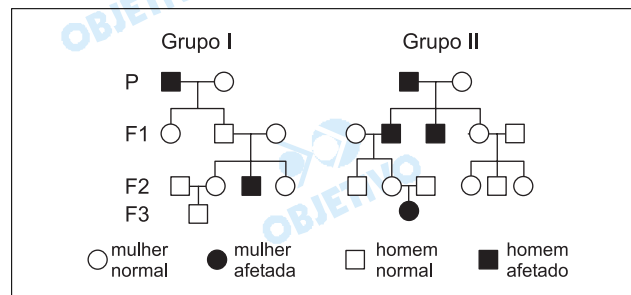 OBJETIVO
Grupo I
Grupo II
P
F1
F2
F3
OBJETIVO
mulher normal
mulher afetada
homem normal
homem afetado